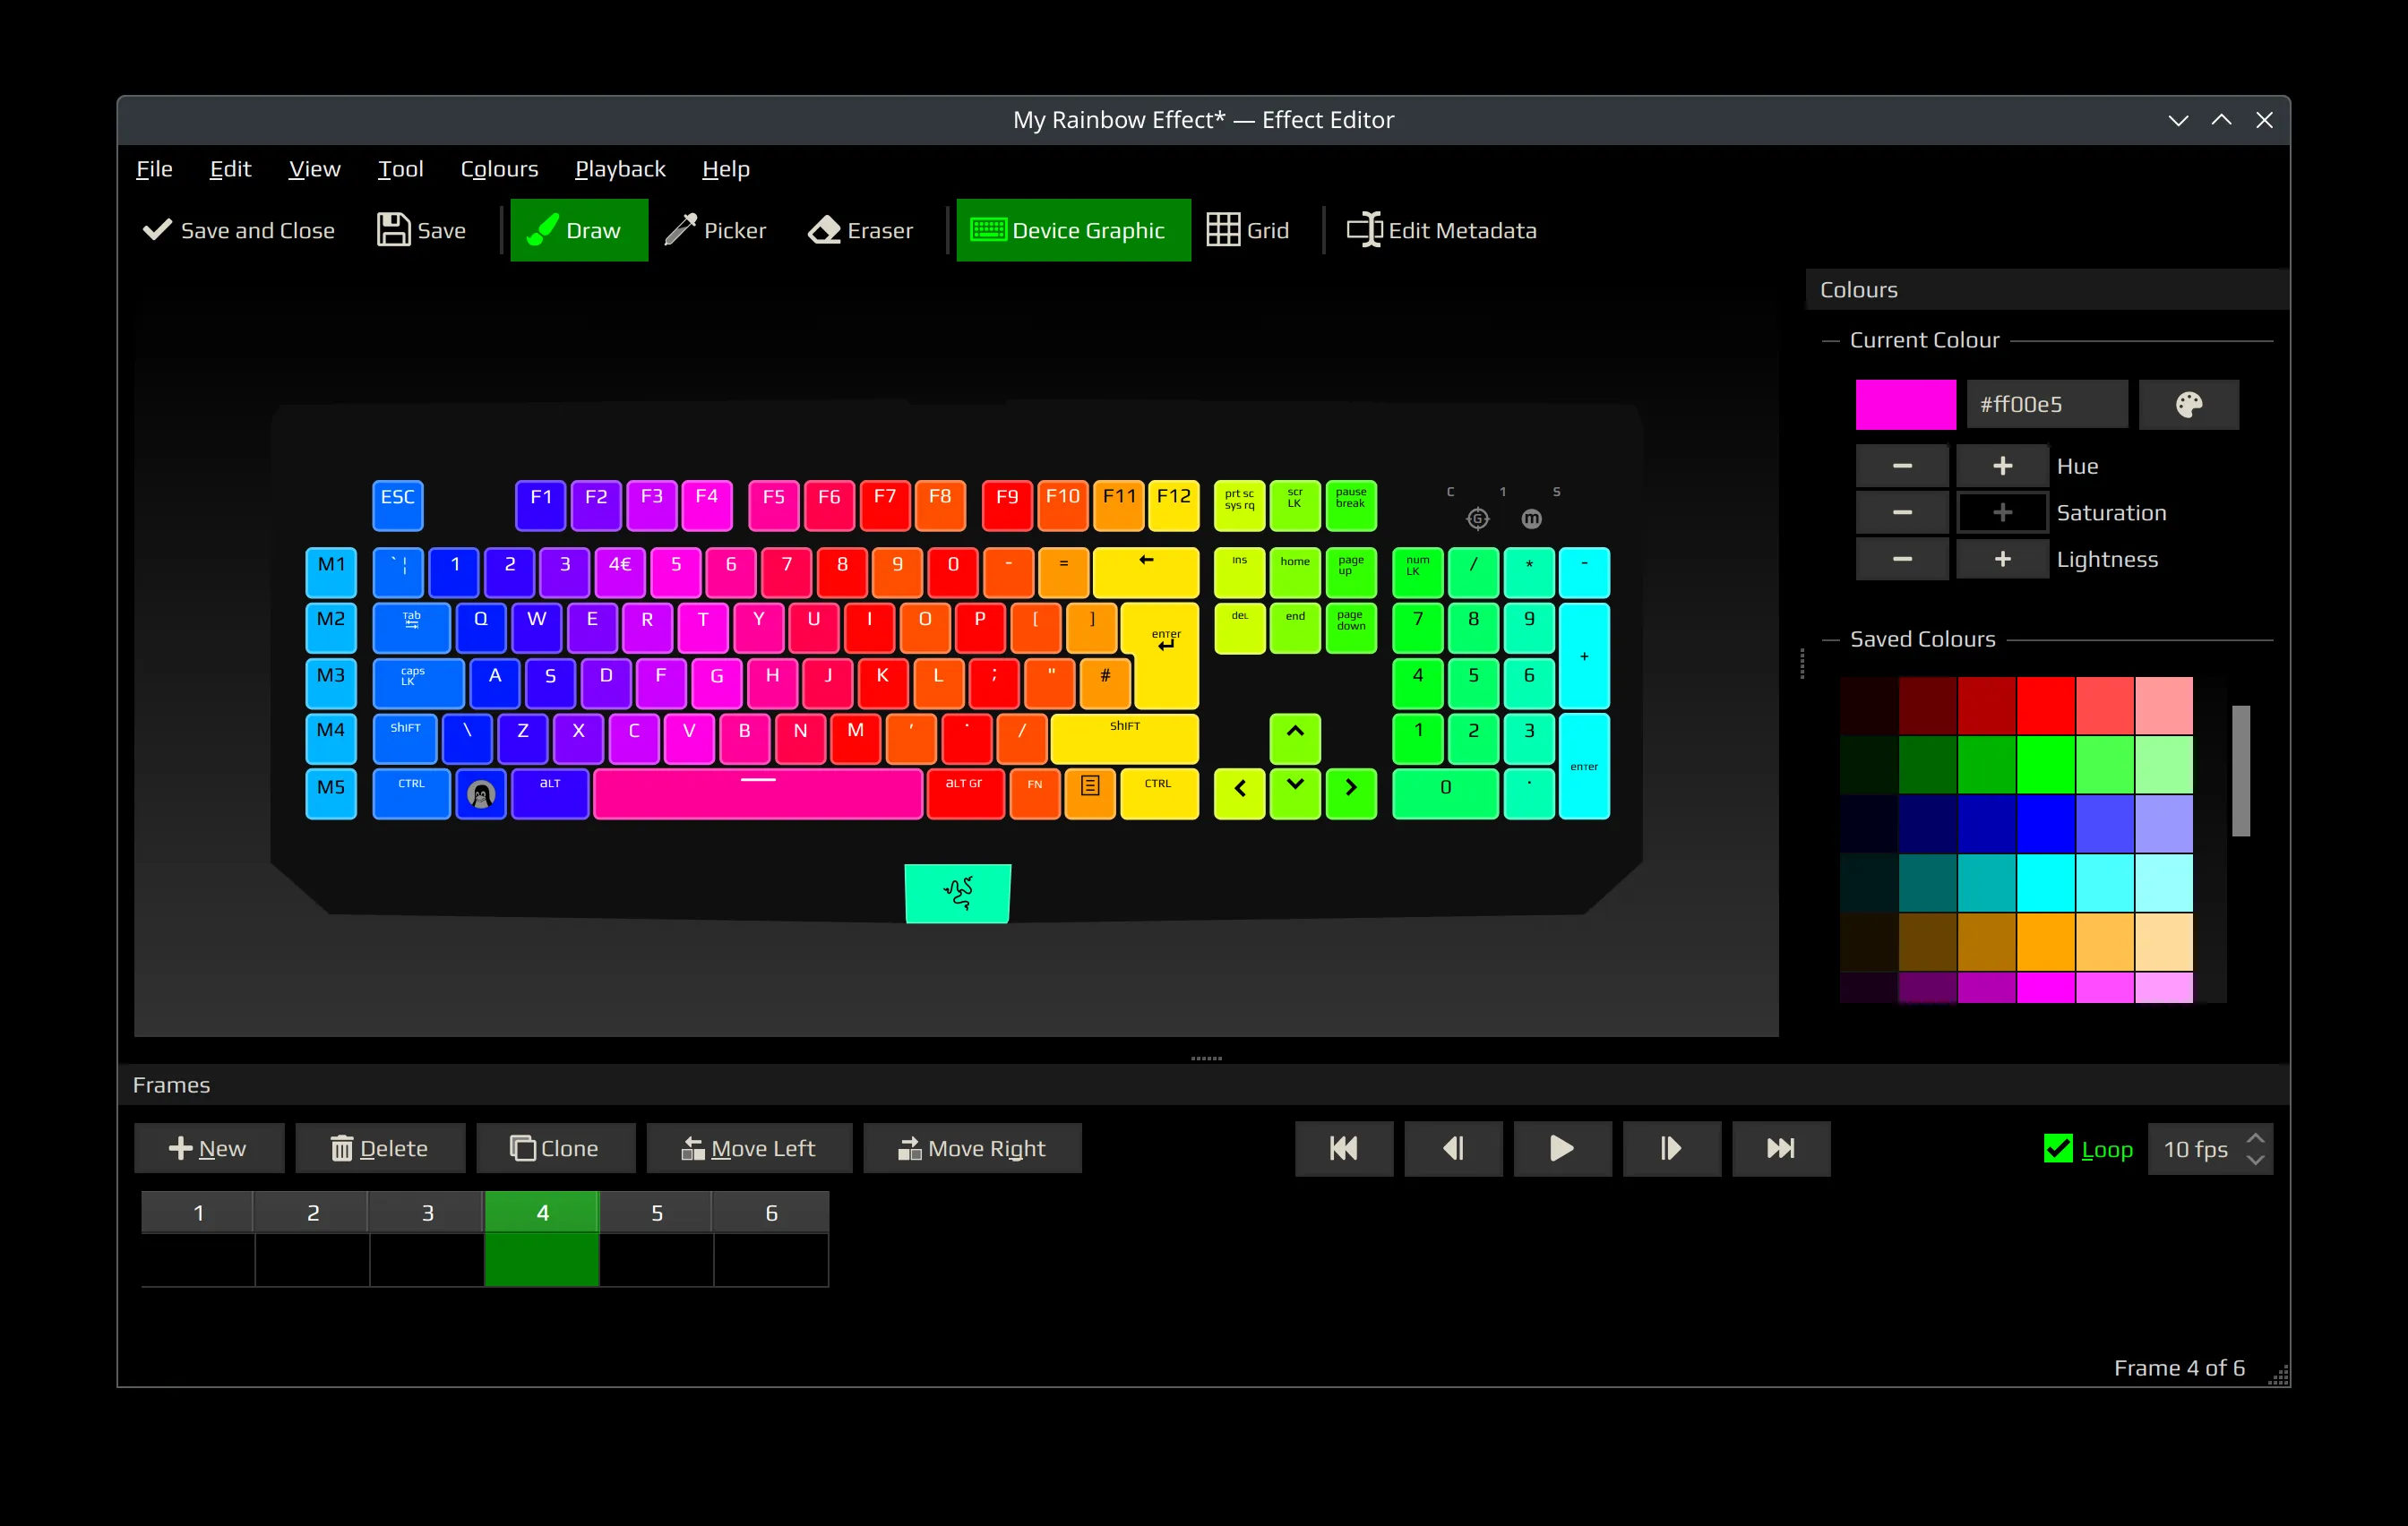 My Rainbow Effect* — Effect Editor
File Edit View Tool Colours Playback Help
Save and Close Save Draw Picker Eraser Device Graphic Grid Edit Metadata
Colours
Current Colour
#ff00e5
Hue
Saturation
Lightness
Saved Colours
C 1 S
ESC F1 F2 F3 F4 F5 F6 F7 F8 F9 F10 F11 F12 prt sc sys rq scr LK pause break
M1 ` ¦ 1 2 3 4€ 5 6 7 8 9 0 - = ← ins home page up num LK / * -
M2 Tab Q W E R T Y U I O P [ ] enter del end page down 7 8 9 +
M3 caps LK A S D F G H J K L ; " # 4 5 6
M4 shift \ Z X C V B N M ' . / shift 1 2 3 enter
M5 CTRL alt alt Gr FN CTRL 0 .
Frames
New Delete Clone Move Left Move Right Loop 10 fps
1 2 3 4 5 6
Frame 4 of 6